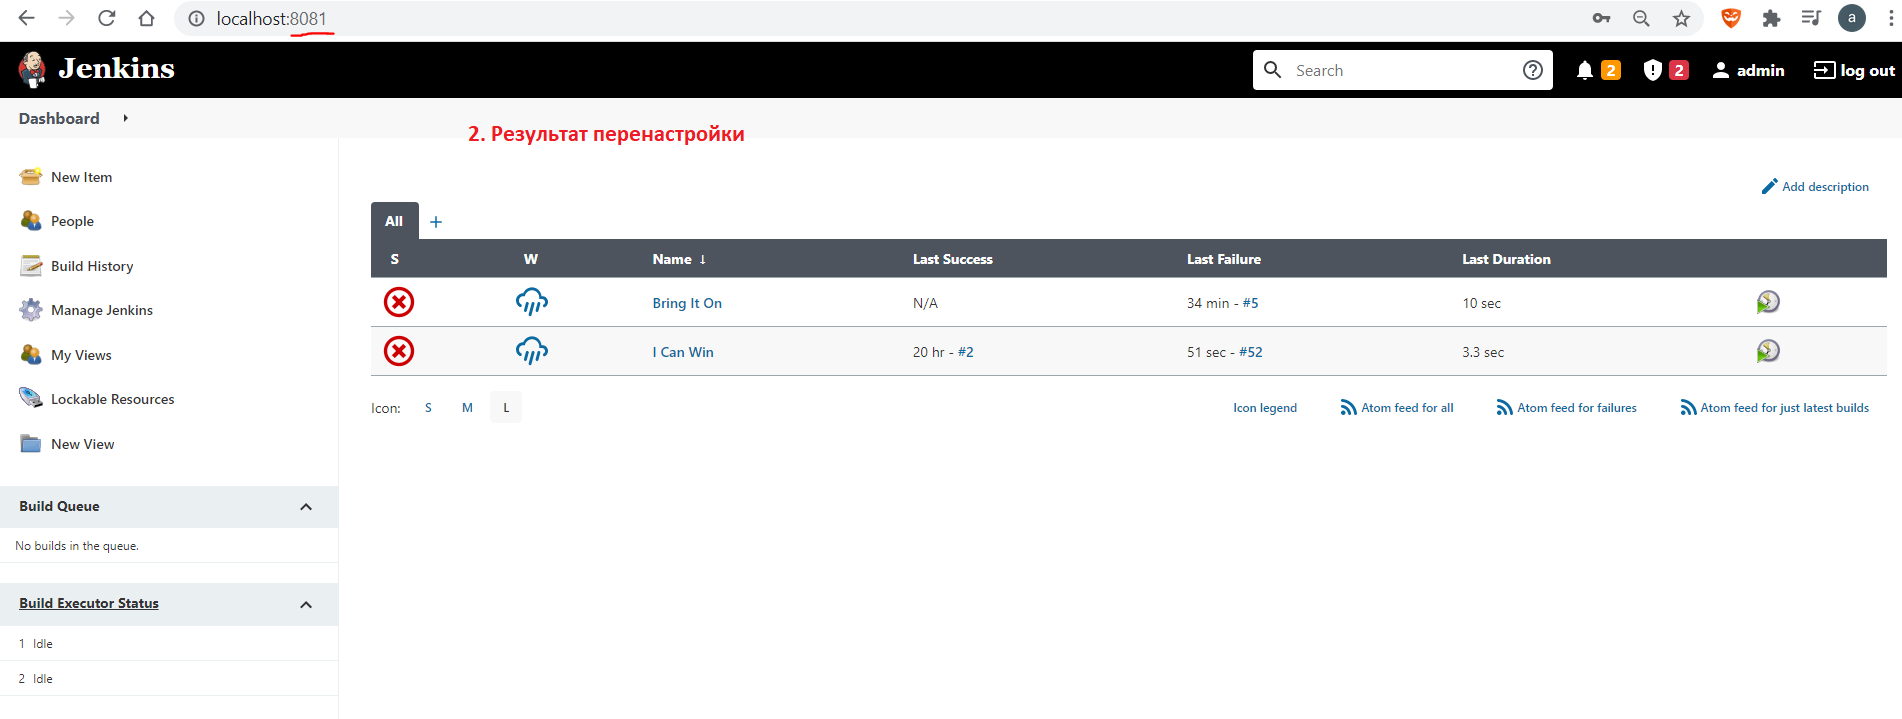 localhost:8081
a
Jenkins
Search
2
2
admin
log out
Dashboard
2. Результат перенастройки
New Item
People
Build History
Manage Jenkins
My Views
Lockable Resources
New View
Add description
All +
S W Name ↓ Last Success Last Failure Last Duration
Bring It On N/A 34 min - #5 10 sec
I Can Win 20 hr - #2 51 sec - #52 3.3 sec
Icon: S M L
Icon legend
Atom feed for all
Atom feed for failures
Atom feed for just latest builds
Build Queue
No builds in the queue.
Build Executor Status
1 Idle
2 Idle